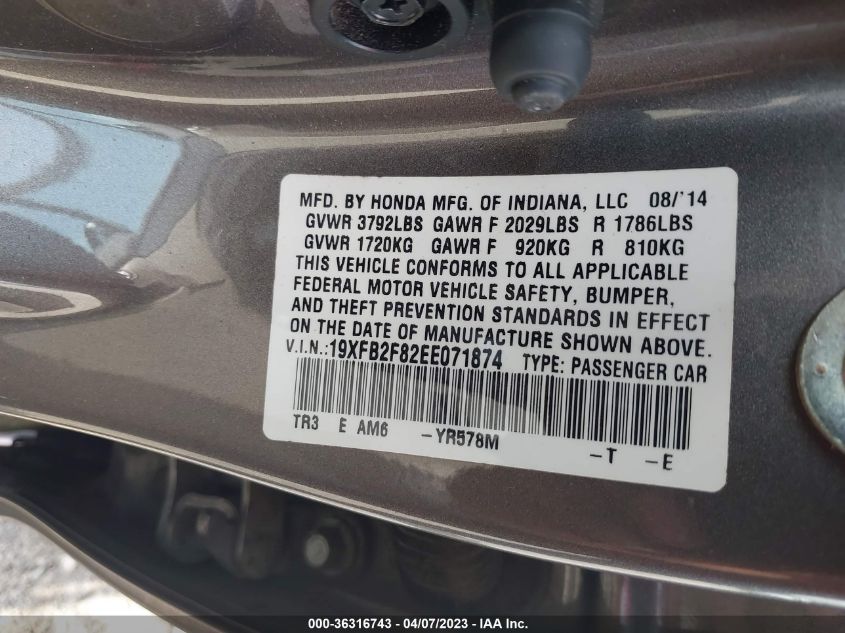 MFD. BY HONDA MFG. OF INDIANA, LLC 08/'14
GVWR 3792LBS GAWR F 2029LBS R 1786LBS
GVWR 1720KG GAWR F 920KG R 810KG
THIS VEHICLE CONFORMS TO ALL APPLICABLE
FEDERAL MOTOR VEHICLE SAFETY, BUMPER,
AND THEFT PREVENTION STANDARDS IN EFFECT
ON THE DATE OF MANUFACTURE SHOWN ABOVE.
V.I.N.:19XFB2F82EE071874 TYPE: PASSENGER CAR
TR3 E AM6 -YR578M -T -E
000-36316743 - 04/07/2023 - IAA Inc.